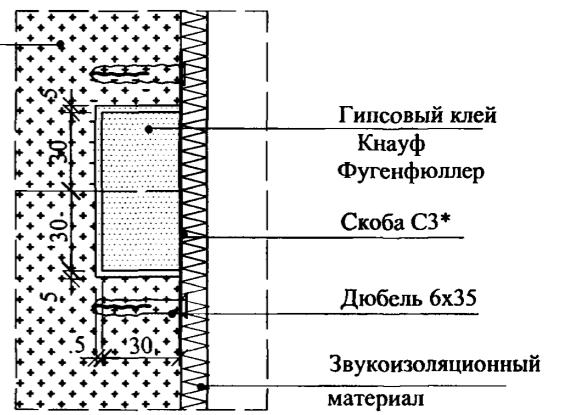 Гипсовый клей
Кнауф
Фугенфюллер
Скоба С3*
Дюбель 6х35
Звукоизоляционный
материал
5
30
30
5
5
30